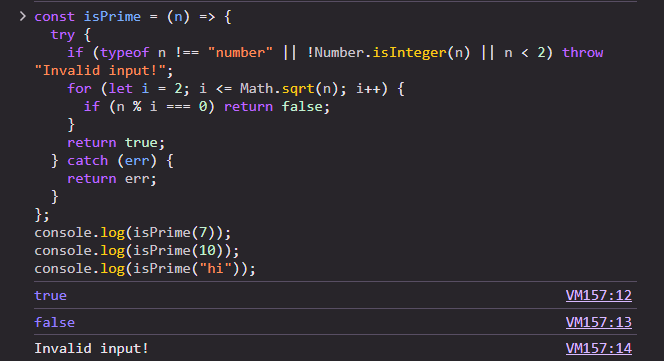 const isPrime = (n) => {
try {
if (typeof n !== "number" || !Number.isInteger(n) || n < 2) throw
"Invalid input!";
for (let i = 2; i <= Math.sqrt(n); i++) {
if (n % i === 0) return false;
}
return true;
} catch (err) {
return err;
}
};
console.log(isPrime(7));
console.log(isPrime(10));
console.log(isPrime("hi"));
true VM157:12
false VM157:13
Invalid input! VM157:14